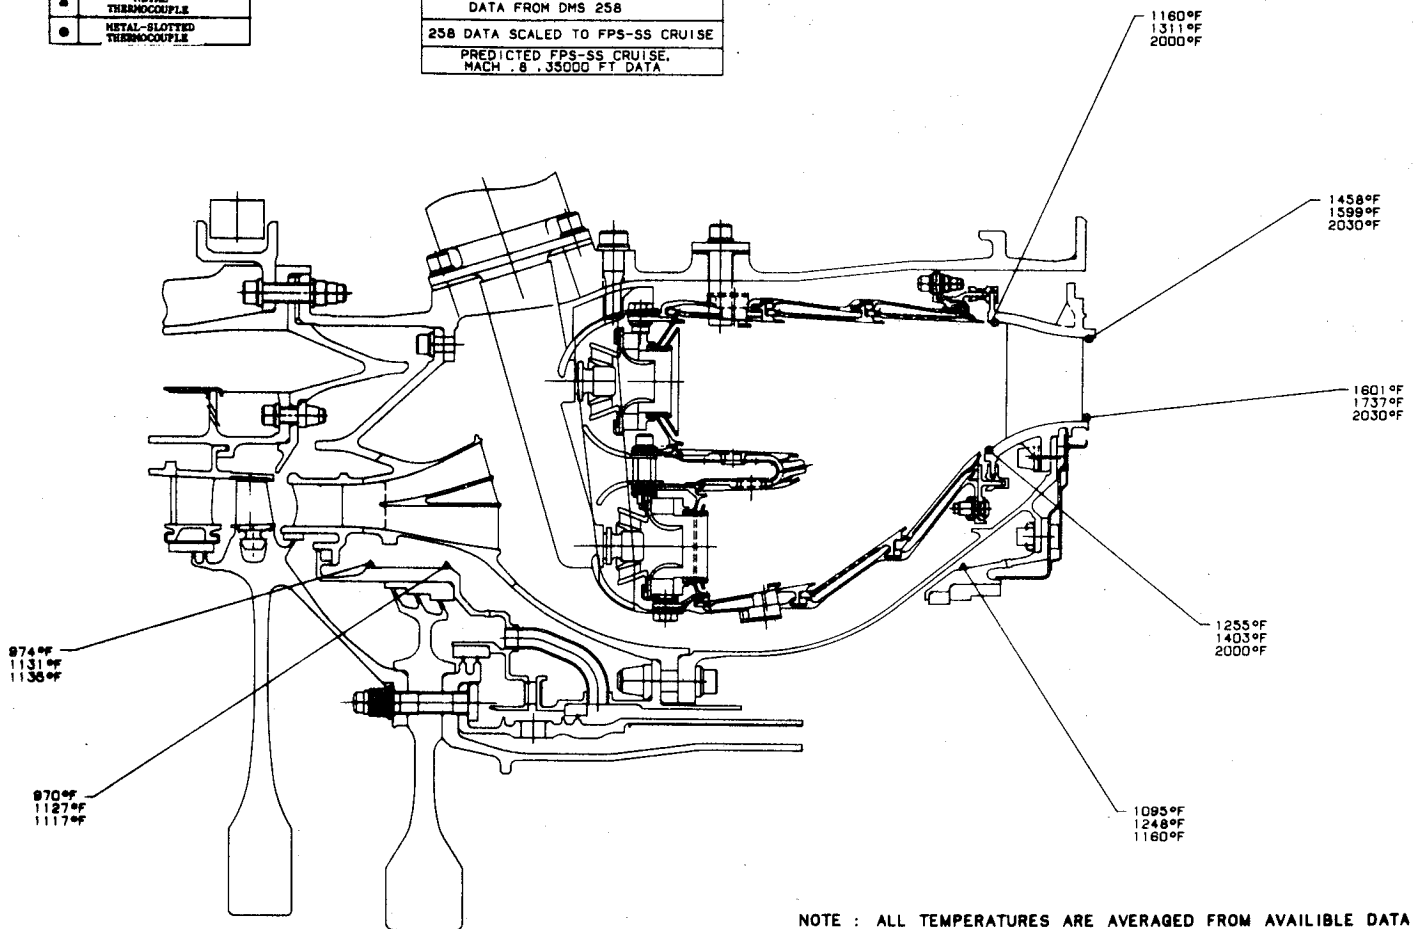 THERMOCOUPLE
METAL-SLOTTED
THERMOCOUPLE
DATA FROM DMS 258
258 DATA SCALED TO FPS-SS CRUISE
PREDICTED FPS-SS CRUISE,
MACH .8 ,35000 FT DATA
1160°F
1311°F
2000°F
1458°F
1599°F
2030°F
1601°F
1737°F
2030°F
974°F
1131°F
1138°F
1255°F
1403°F
2000°F
970°F
1127°F
1117°F
1095°F
1248°F
1160°F
NOTE : ALL TEMPERATURES ARE AVERAGED FROM AVAILIBLE DATA